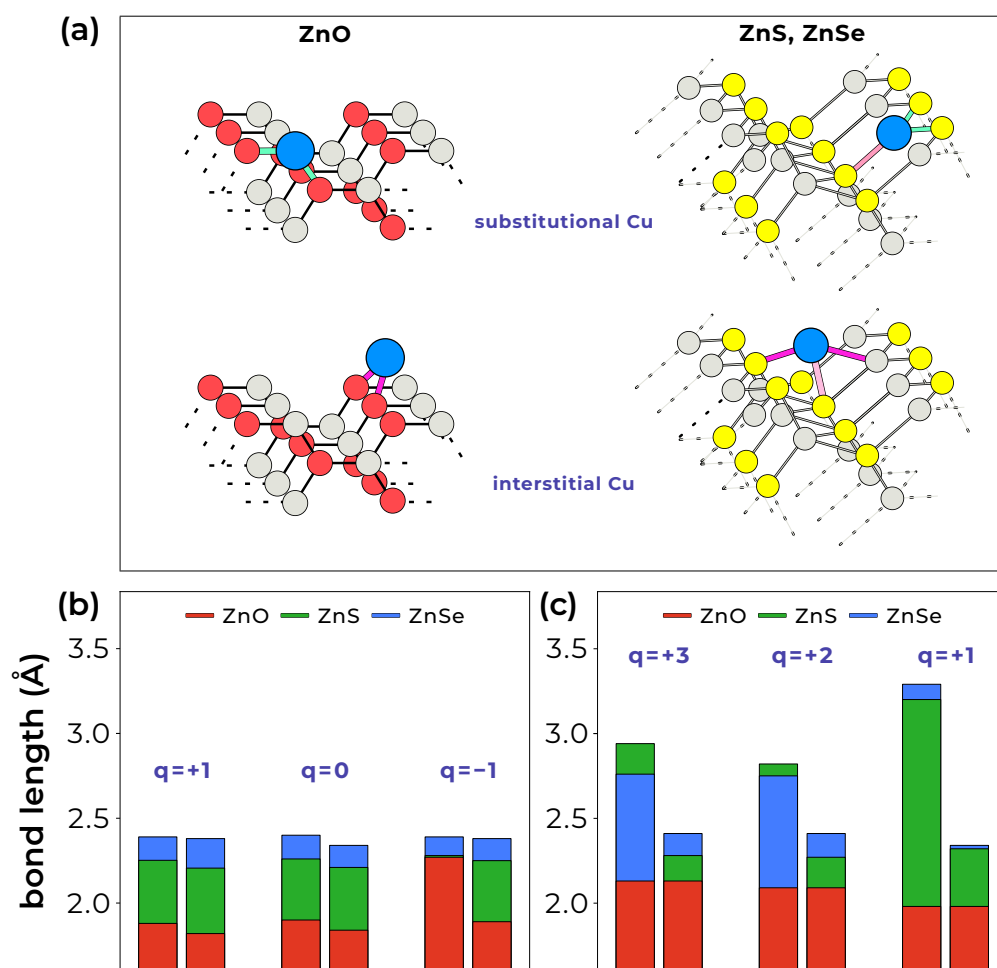 (a)
ZnO ZnS, ZnSe
substitutional Cu
interstitial Cu
(b)
ZnO ZnS ZnSe
bond length (Å)
3.5
3.0
2.5
2.0
q=+1 q=0 q=−1
(c)
ZnO ZnS ZnSe
3.5
3.0
2.5
2.0
q=+3 q=+2 q=+1